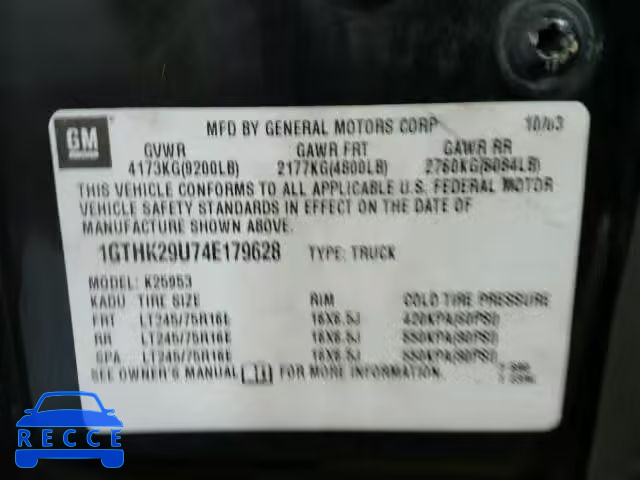 GM
MFD BY GENERAL MOTORS CORP 10/03
GVWR GAWR FRT GAWR RR
4173KG(9200LB) 2177KG(4800LB) 2760KG(6084LB)
THIS VEHICLE CONFORMS TO ALL APPLICABLE U.S. FEDERAL MOTOR
VEHICLE SAFETY STANDARDS IN EFFECT ON THE DATE OF
MANUFACTURE SHOWN ABOVE.
1GTHK29U74E179628 TYPE: TRUCK
MODEL: K25953
KADU TIRE SIZE RIM COLD TIRE PRESSURE
FRT LT245/75R16E 16X6.5J 420KPA(60PSI)
RR LT245/75R16E 16X6.5J 550KPA(80PSI)
SPA LT245/75R16E 16X6.5J 550KPA(80PSI)
SEE OWNER'S MANUAL FOR MORE INFORMATION.
RECCE